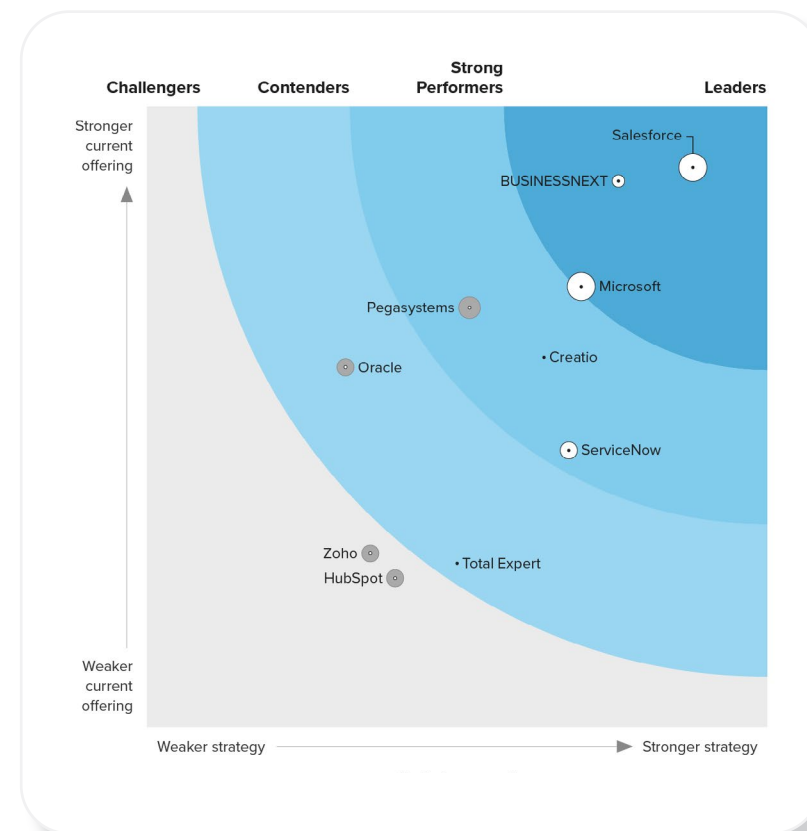 Strong
Challengers Contenders Performers Leaders
Stronger
current
offering
Salesforce
BUSINESSNEXT
Microsoft
Pegasystems
Creatio
Oracle
ServiceNow
Zoho
Total Expert
HubSpot
Weaker
current
offering
Weaker strategy Stronger strategy